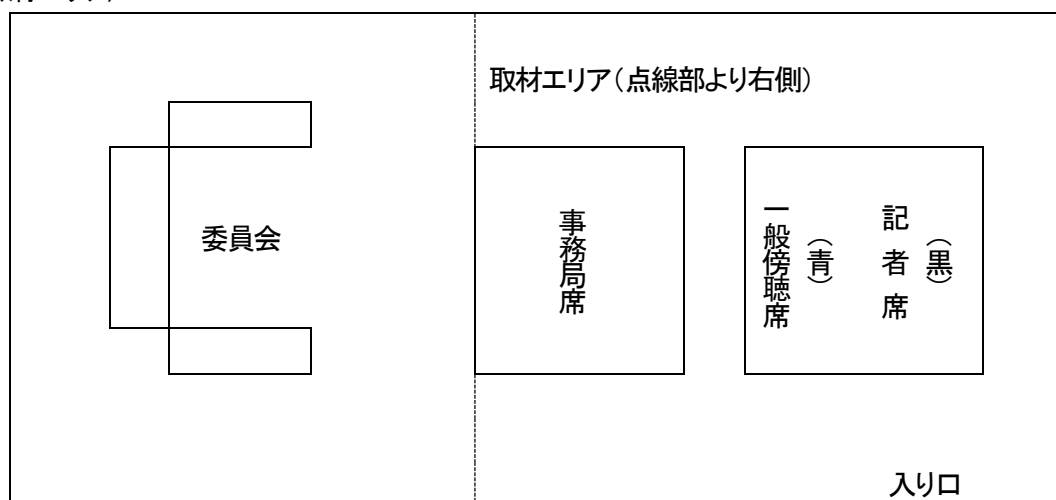 取材エリア（点線部より右側）
委員会
事務局席
一般傍聴席
（青）
記者席
（黒）
入り口